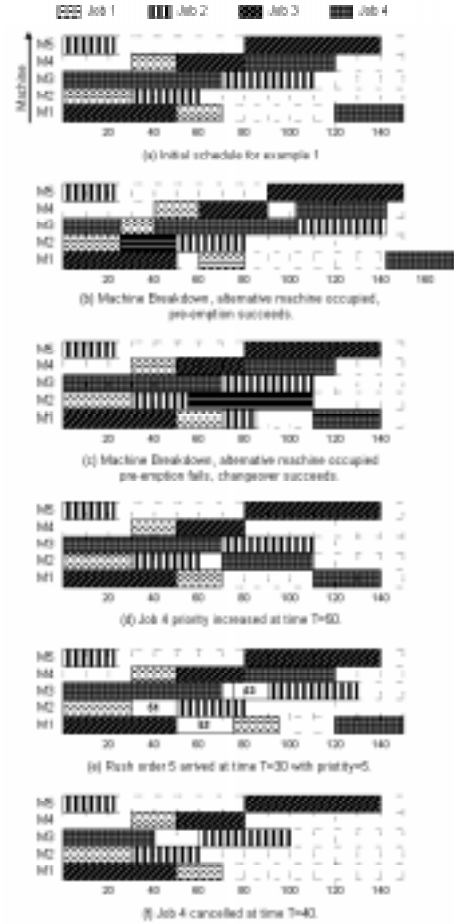 Job 1 Job 2 Job 3 Job 4
Machine
M5
M4
M3
M2
M1
20 40 60 80 100 120 140
(a) Initial schedule for example 1
M5
M4
M3
M2
M1
20 40 60 80 100 120 140 160
(b) Machine Breakdown, alternative machine occupied,
pre-emption succeeds.
M5
M4
M3
M2
M1
20 40 60 80 100 120 140
(c) Machine Breakdown, alternative machine occupied
pre-emption fails, changeover succeeds.
M5
M4
M3
M2
M1
20 40 60 80 100 120 140
(d) Job 4 priority increased at time T=50.
M5
M4
M3
M2
M1
20 40 60 80 100 120 140
(e) Rush order 5 arrived at time T=30 with priority=5.
M5
M4
M3
M2
M1
20 40 60 80 100 120 140
(f) Job 4 cancelled at time T=40.